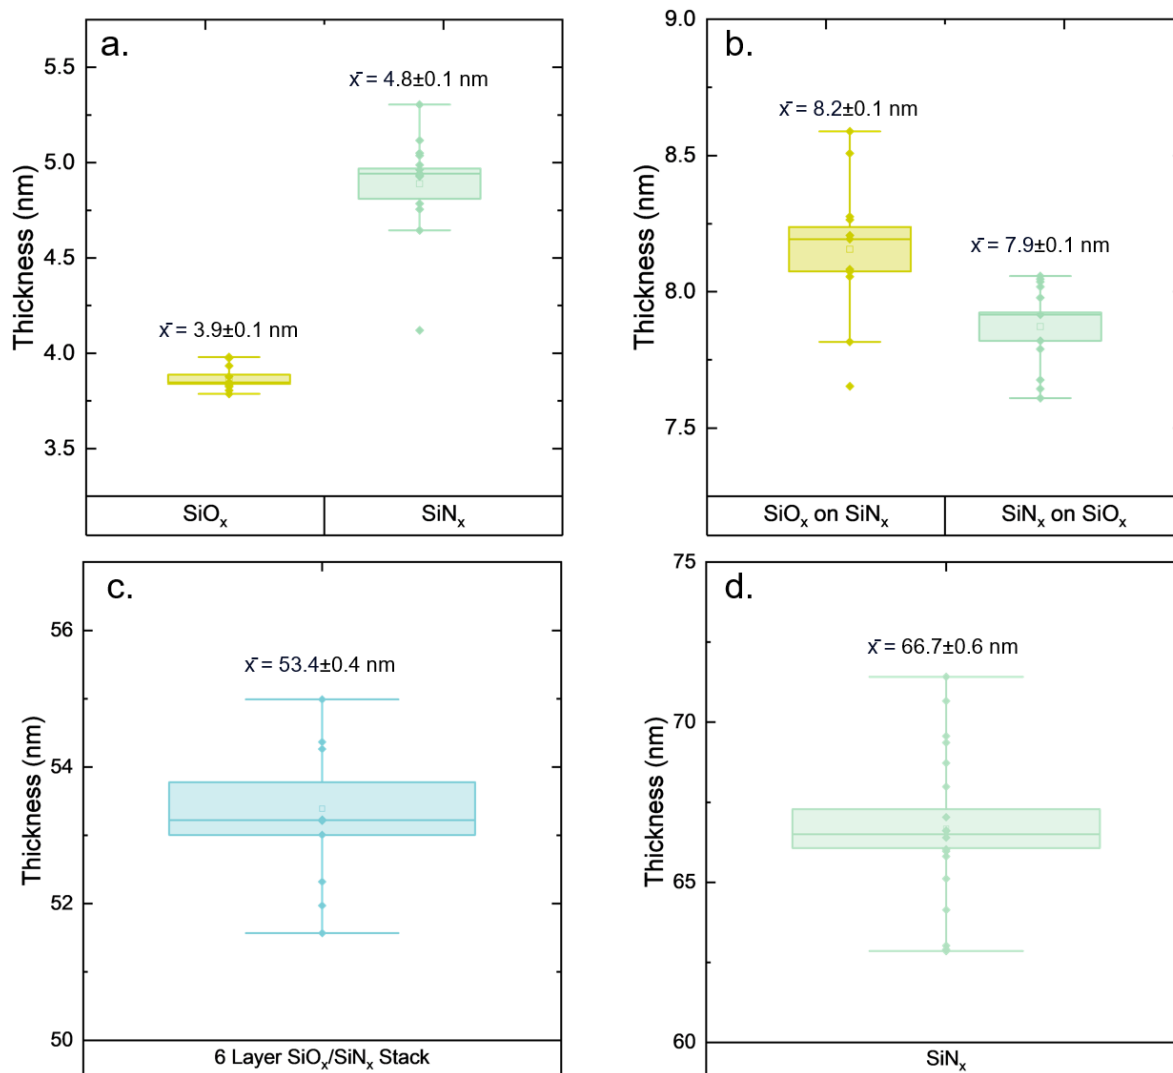 a.
Thickness (nm)
5.5
5.0
4.5
4.0
3.5
x̄ = 3.9±0.1 nm
x̄ = 4.8±0.1 nm
SiOₓ
SiNₓ
b.
Thickness (nm)
9.0
8.5
8.0
7.5
x̄ = 8.2±0.1 nm
x̄ = 7.9±0.1 nm
SiOₓ on SiNₓ
SiNₓ on SiOₓ
c.
Thickness (nm)
56
54
52
50
x̄ = 53.4±0.4 nm
6 Layer SiOₓ/SiNₓ Stack
d.
Thickness (nm)
75
70
65
60
x̄ = 66.7±0.6 nm
SiNₓ